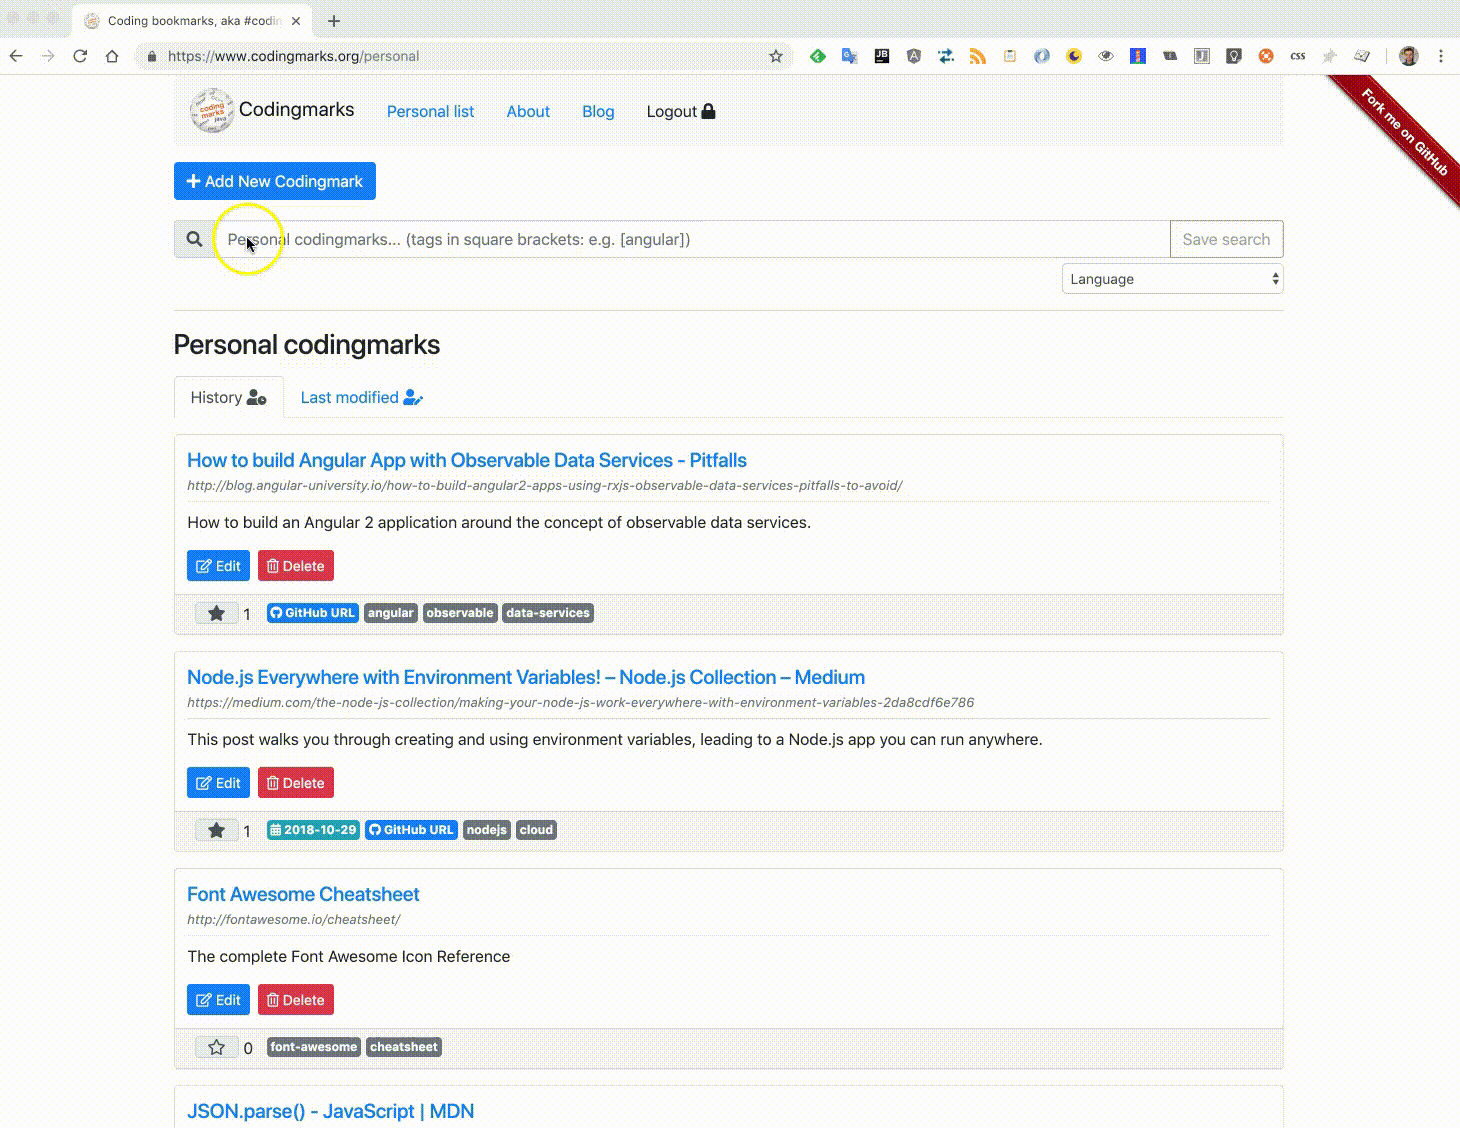 Coding bookmarks, aka #codin
https://www.codingmarks.org/personal
Codingmarks
Personal list
About
Blog
Logout
Fork me on GitHub
Add New Codingmark
Personal codingmarks... (tags in square brackets: e.g. [angular])
Save search
Language
Personal codingmarks
History
Last modified
How to build Angular App with Observable Data Services - Pitfalls
http://blog.angular-university.io/how-to-build-angular2-apps-using-rxjs-observable-data-services-pitfalls-to-avoid/
How to build an Angular 2 application around the concept of observable data services.
Edit Delete
1 GitHub URL angular observable data-services
Node.js Everywhere with Environment Variables! – Node.js Collection – Medium
https://medium.com/the-node-js-collection/making-your-node-js-work-everywhere-with-environment-variables-2da8cdf6e786
This post walks you through creating and using environment variables, leading to a Node.js app you can run anywhere.
Edit Delete
1 2018-10-29 GitHub URL nodejs cloud
Font Awesome Cheatsheet
http://fontawesome.io/cheatsheet/
The complete Font Awesome Icon Reference
Edit Delete
0 font-awesome cheatsheet
JSON.parse() - JavaScript | MDN